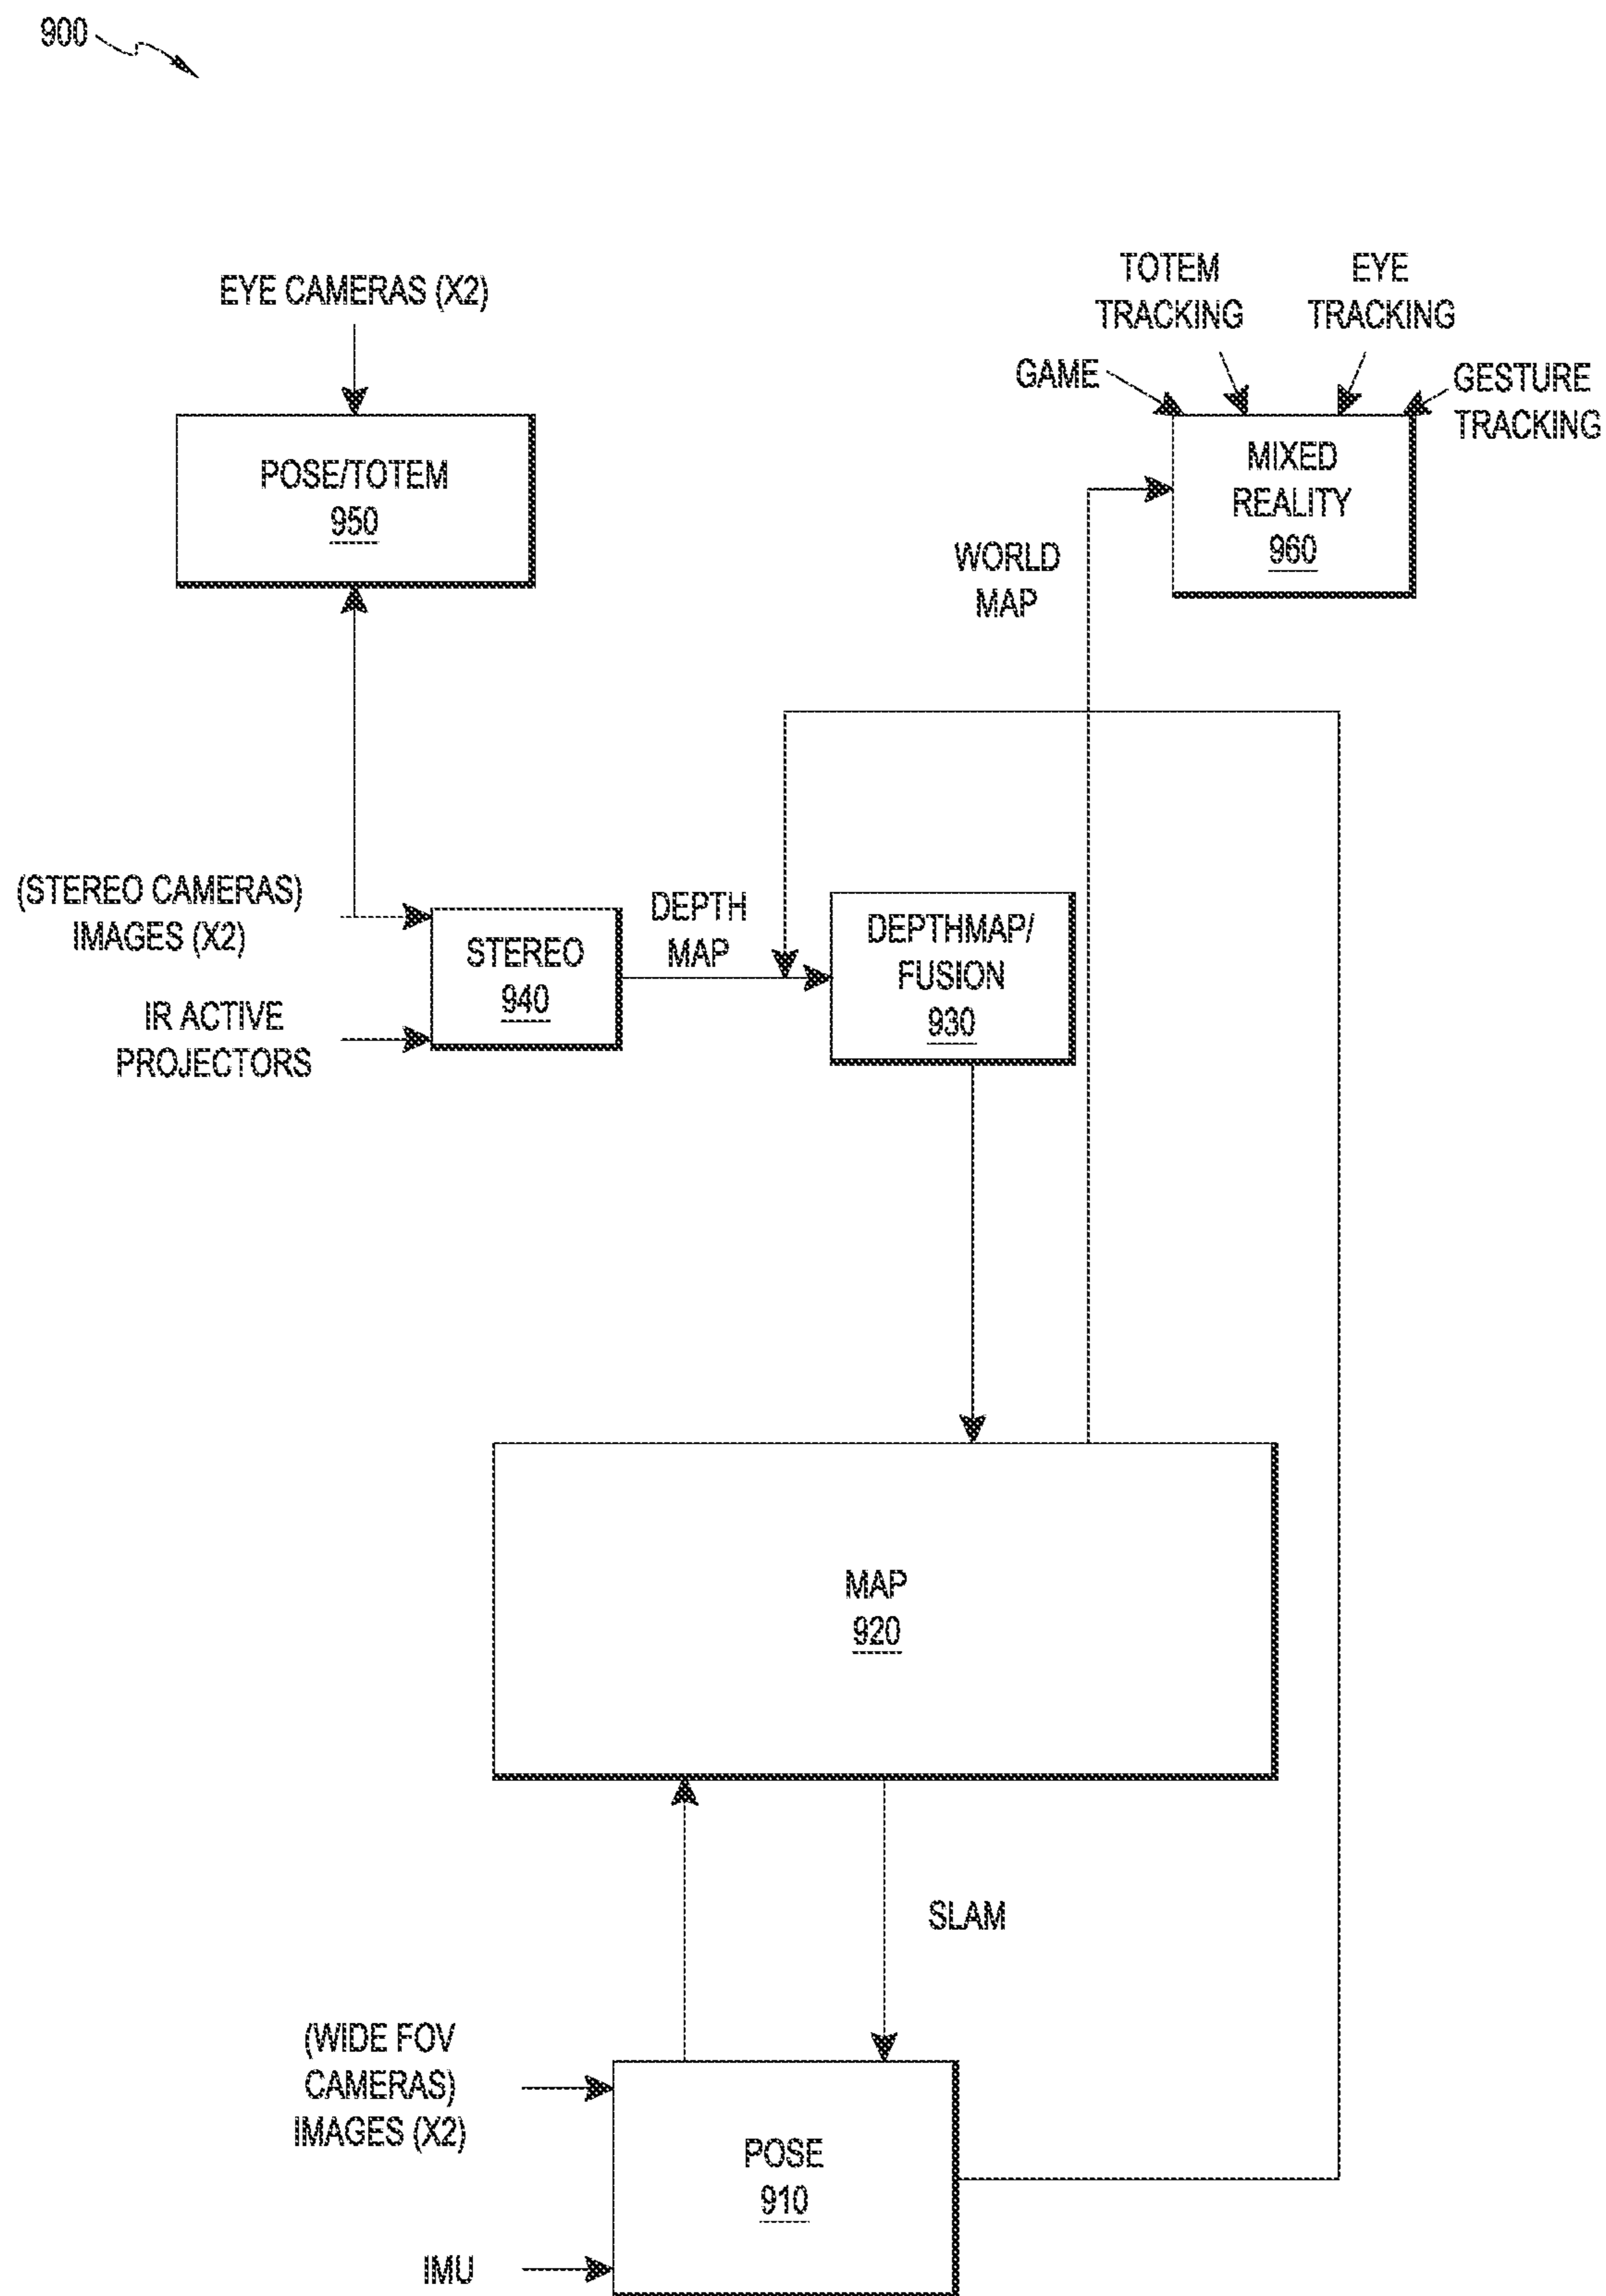 900
EYE CAMERAS (X2)
POSE/TOTEM
950
TOTEM
TRACKING
EYE
TRACKING
GAME
GESTURE
TRACKING
MIXED
REALITY
960
WORLD
MAP
(STEREO CAMERAS)
IMAGES (X2)
IR ACTIVE
PROJECTORS
STEREO
940
DEPTH
MAP
DEPTHMAP/
FUSION
930
MAP
920
SLAM
(WIDE FOV
CAMERAS)
IMAGES (X2)
IMU
POSE
910